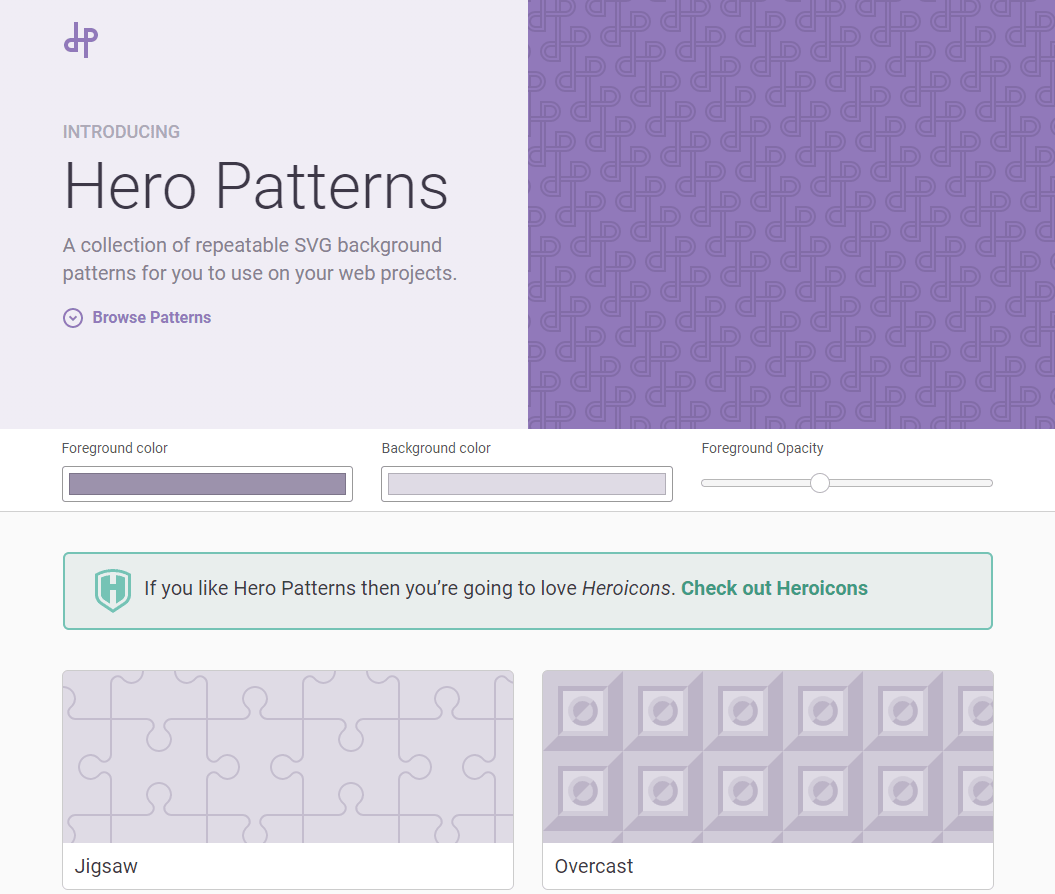 INTRODUCING
Hero Patterns
A collection of repeatable SVG background
patterns for you to use on your web projects.
Browse Patterns
Foreground color
Background color
Foreground Opacity
If you like Hero Patterns then you’re going to love Heroicons. Check out Heroicons
Jigsaw
Overcast